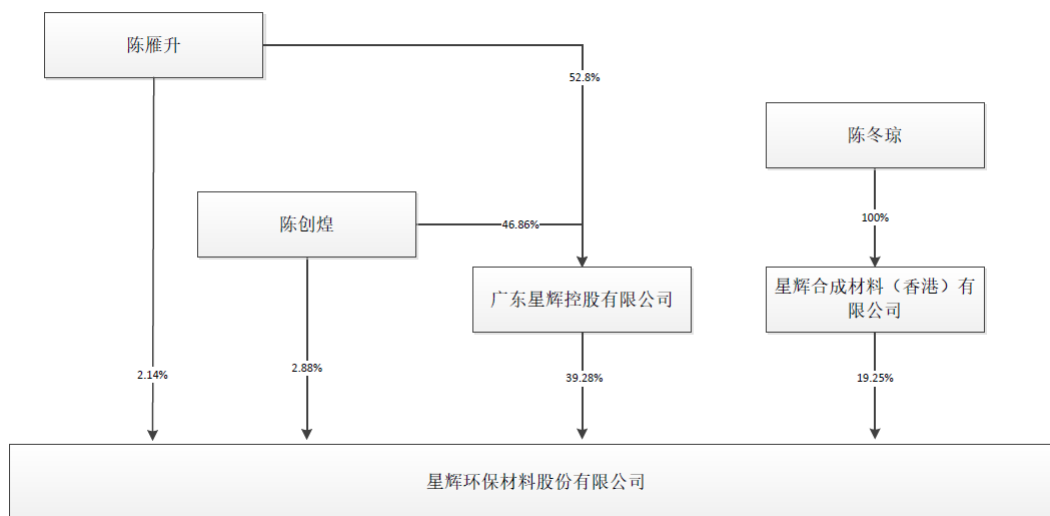 陈雁升
52.8%
陈冬琼
陈创煌
46.86%
100%
广东星辉控股有限公司
星辉合成材料（香港）有
限公司
2.14%
2.88%
39.28%
19.25%
星辉环保材料股份有限公司